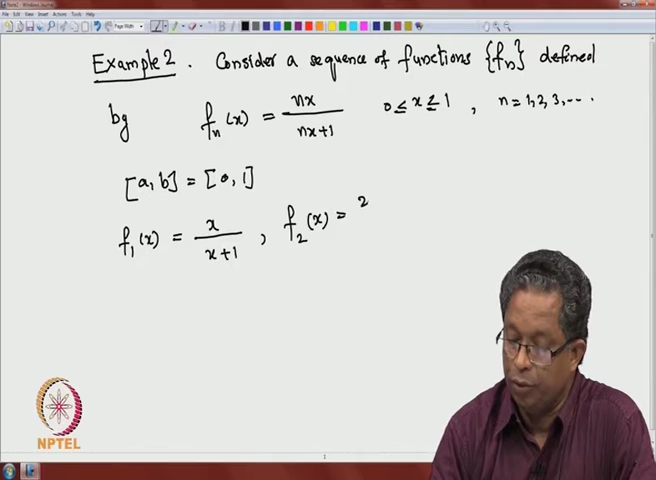 Example 2. Consider a sequence of functions {fₙ} defined
by fₙ(x) = nx/(nx+1) 0 ≤ x ≤ 1, n = 1, 2, 3, ....
[a, b] = [0, 1]
f₁(x) = x/(x+1), f₂(x) = 2
NPTEL